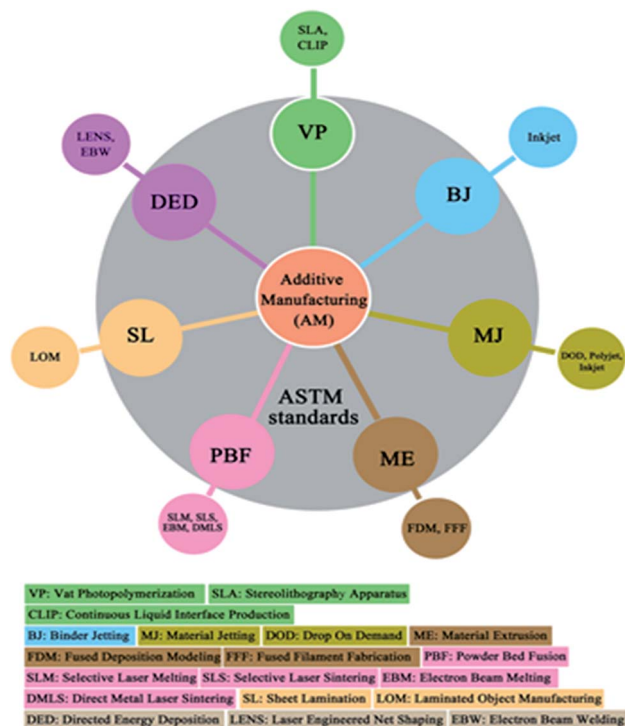 SLA,
CLIP
VP
LENS,
EBW
Inkjet
DED
BJ
Additive
Manufacturing
(AM)
SL
MJ
LOM
DOD, Polyjet,
Inkjet
ASTM
standards
PBF
ME
SLM, SLS,
EBM, DMLS
FDM, FFF
VP: Vat Photopolymerization SLA: Stereolithography Apparatus
CLIP: Continuous Liquid Interface Production
BJ: Binder Jetting MJ: Material Jetting DOD: Drop On Demand ME: Material Extrusion
FDM: Fused Deposition Modeling FFF: Fused Filament Fabrication PBF: Powder Bed Fusion
SLM: Selective Laser Melting SLS: Selective Laser Sintering EBM: Electron Beam Melting
DMLS: Direct Metal Laser Sintering SL: Sheet Lamination LOM: Laminated Object Manufacturing
DED: Directed Energy Deposition LENS: Laser Engineered Net Shaping EBW: Electron Beam Welding